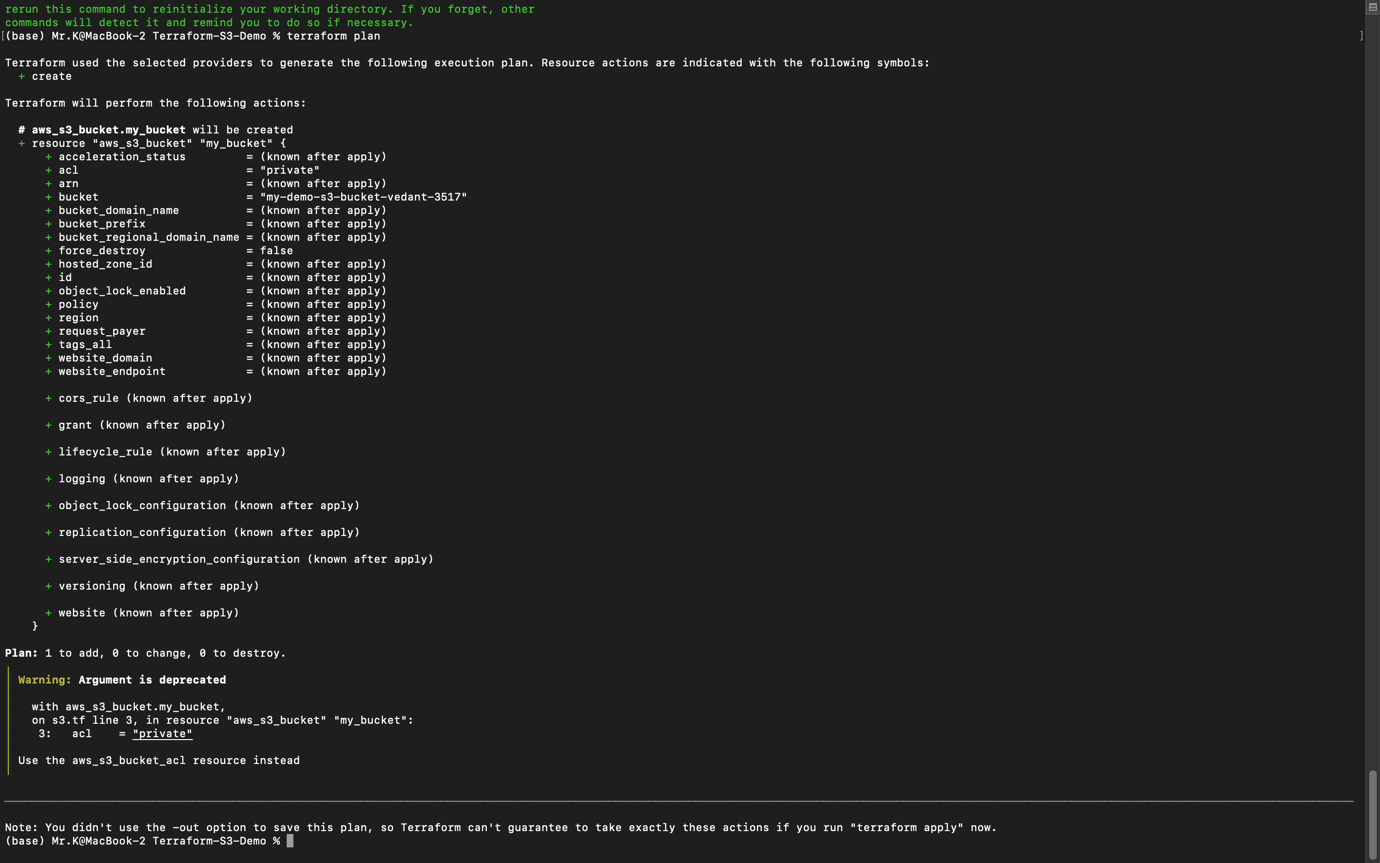 rerun this command to reinitialize your working directory. If you forget, other
commands will detect it and remind you to do so if necessary.
[(base) Mr.K@MacBook-2 Terraform-S3-Demo % terraform plan ]
Terraform used the selected providers to generate the following execution plan. Resource actions are indicated with the following symbols:
+ create
Terraform will perform the following actions:
# aws_s3_bucket.my_bucket will be created
+ resource "aws_s3_bucket" "my_bucket" {
+ acceleration_status = (known after apply)
+ acl = "private"
+ arn = (known after apply)
+ bucket = "my-demo-s3-bucket-vedant-3517"
+ bucket_domain_name = (known after apply)
+ bucket_prefix = (known after apply)
+ bucket_regional_domain_name = (known after apply)
+ force_destroy = false
+ hosted_zone_id = (known after apply)
+ id = (known after apply)
+ object_lock_enabled = (known after apply)
+ policy = (known after apply)
+ region = (known after apply)
+ request_payer = (known after apply)
+ tags_all = (known after apply)
+ website_domain = (known after apply)
+ website_endpoint = (known after apply)
+ cors_rule (known after apply)
+ grant (known after apply)
+ lifecycle_rule (known after apply)
+ logging (known after apply)
+ object_lock_configuration (known after apply)
+ replication_configuration (known after apply)
+ server_side_encryption_configuration (known after apply)
+ versioning (known after apply)
+ website (known after apply)
}
Plan: 1 to add, 0 to change, 0 to destroy.
Warning: Argument is deprecated
with aws_s3_bucket.my_bucket,
on s3.tf line 3, in resource "aws_s3_bucket" "my_bucket":
3: acl = "private"
Use the aws_s3_bucket_acl resource instead
Note: You didn't use the -out option to save this plan, so Terraform can't guarantee to take exactly these actions if you run "terraform apply" now.
(base) Mr.K@MacBook-2 Terraform-S3-Demo %